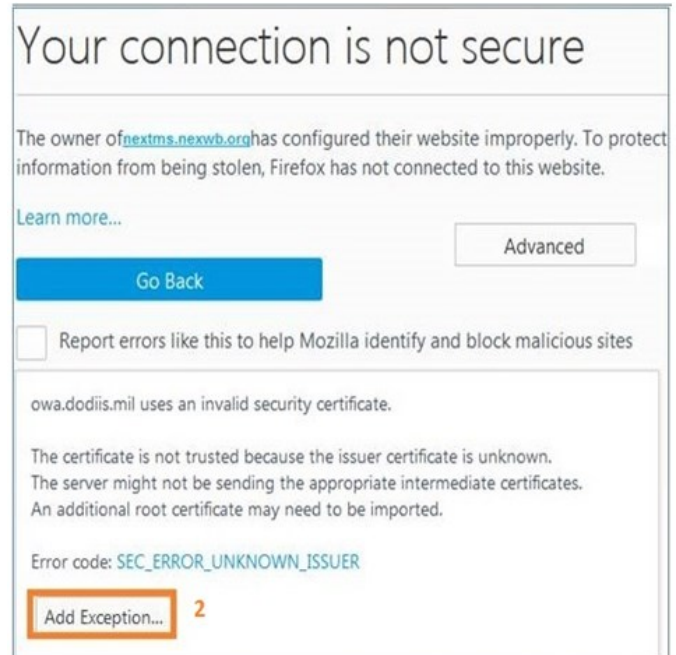 Your connection is not secure
The owner ofnextms.nexwb.orghas configured their website improperly. To protect
information from being stolen, Firefox has not connected to this website.
Learn more...
Advanced
Go Back
Report errors like this to help Mozilla identify and block malicious sites
owa.dodiis.mil uses an invalid security certificate.
The certificate is not trusted because the issuer certificate is unknown.
The server might not be sending the appropriate intermediate certificates.
An additional root certificate may need to be imported.
Error code: SEC_ERROR_UNKNOWN_ISSUER
Add Exception... 2